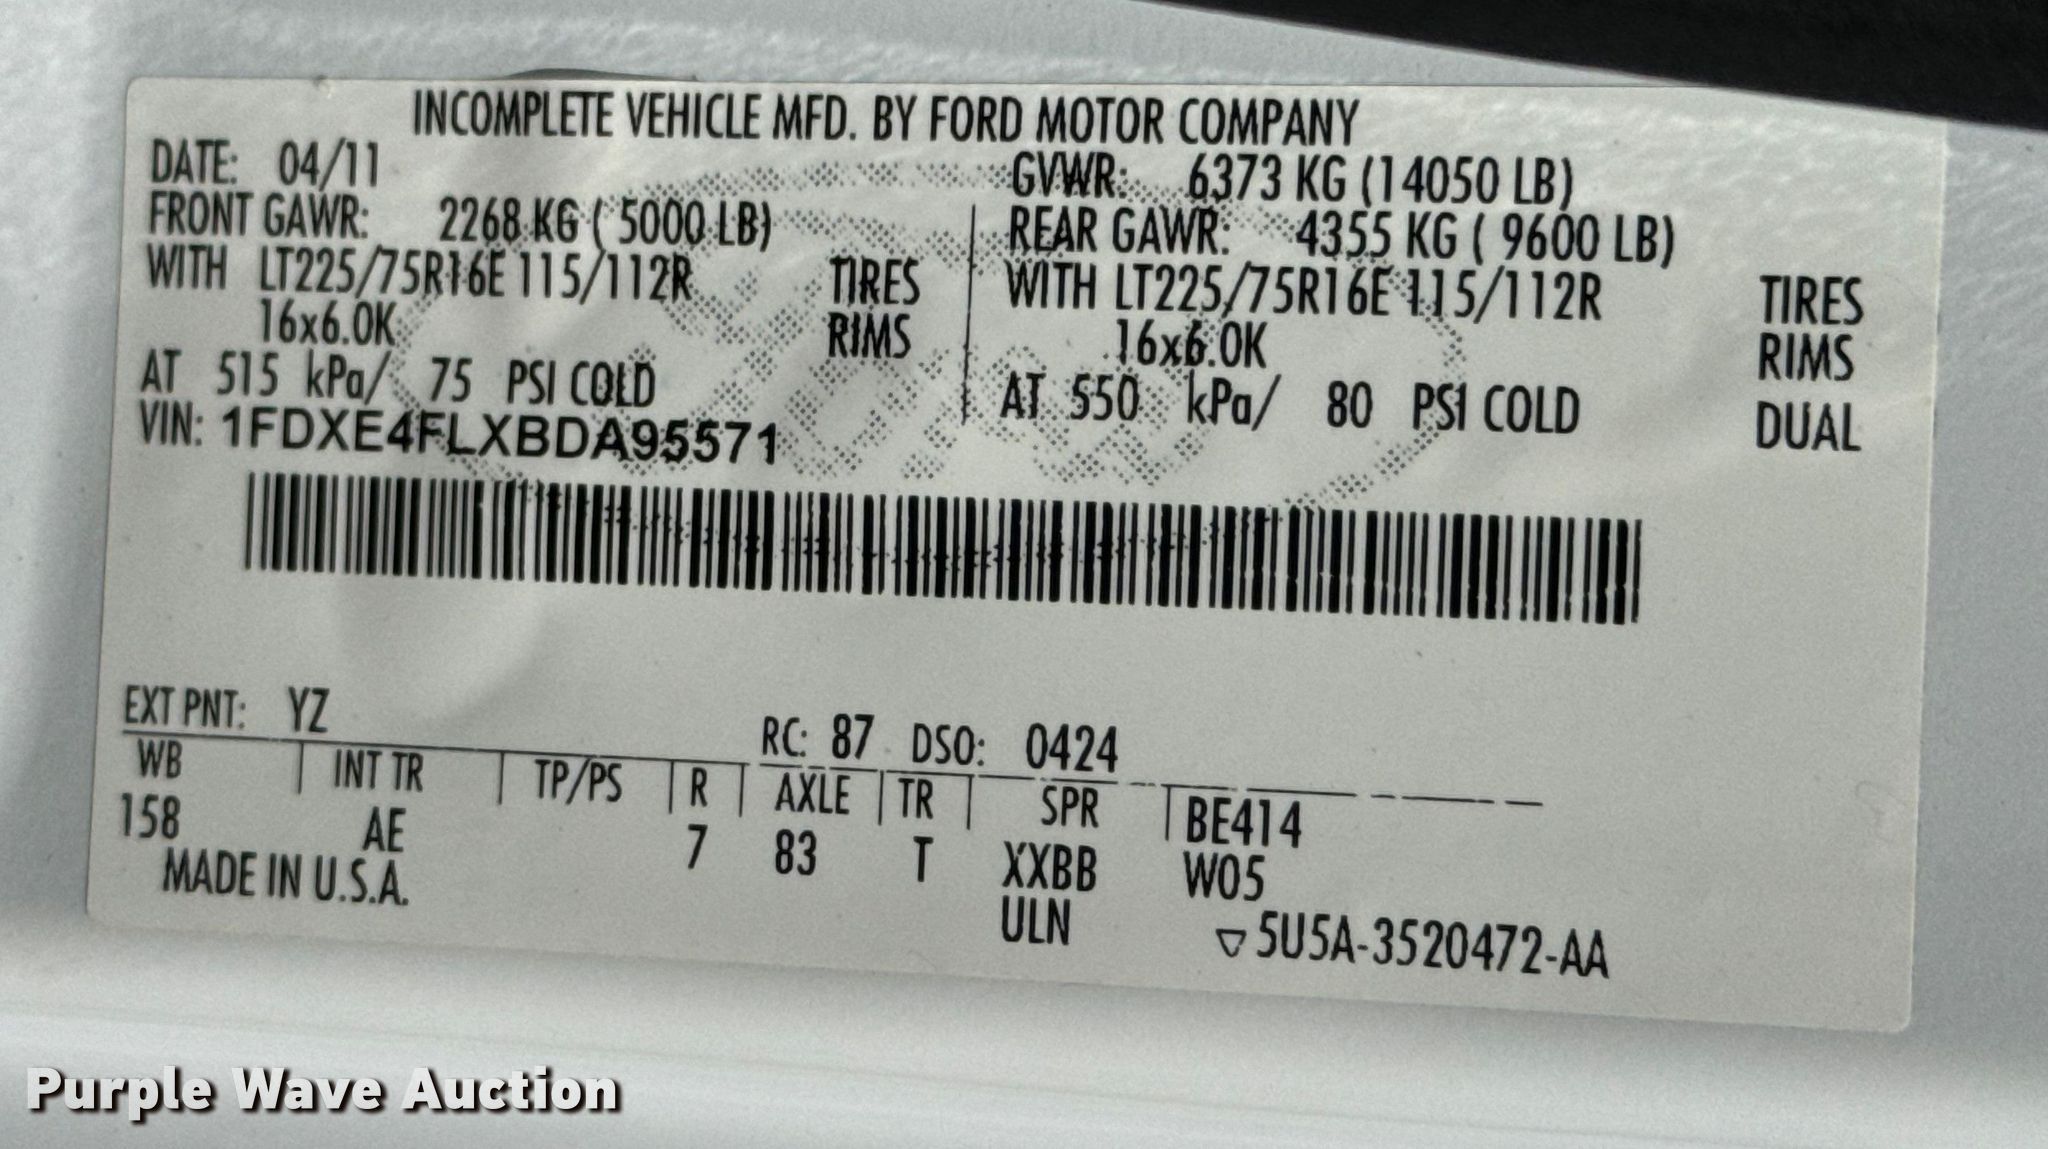 INCOMPLETE VEHICLE MFD. BY FORD MOTOR COMPANY
DATE: 04/11 GVWR: 6373 KG (14050 LB)
FRONT GAWR: 2268 KG ( 5000 LB) REAR GAWR: 4355 KG ( 9600 LB)
WITH LT225/75R16E 115/112R TIRES WITH LT225/75R16E 115/112R TIRES
16x6.0K RIMS 16x6.0K RIMS
AT 515 kPa/ 75 PSI COLD AT 550 kPa/ 80 PSI COLD DUAL
VIN: 1FDXE4FLXBDA95571
EXT PNT: YZ RC: 87 DSO: 0424
WB INT TR TP/PS R AXLE TR SPR BE414
158 AE 7 83 T XXBB W05
MADE IN U.S.A. ULN ▽5U5A-3520472-AA
Purple Wave Auction